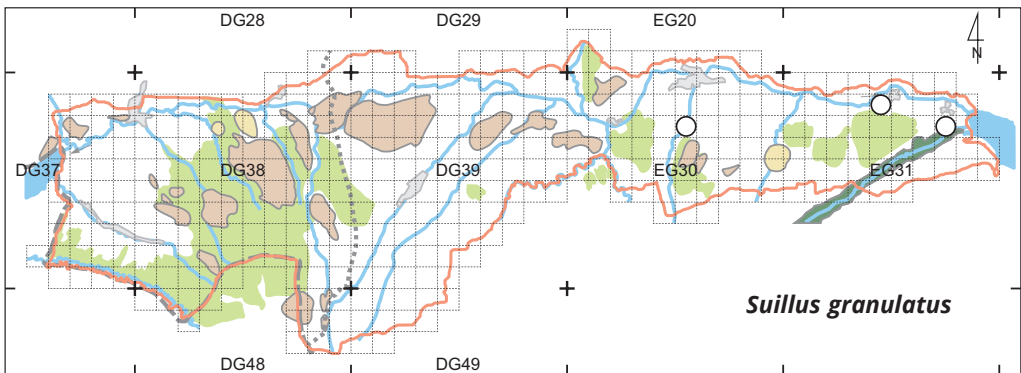 DG28 DG29 EG20
N
DG37 DG38 DG39 EG30 EG31
Suillus granulatus
DG48 DG49